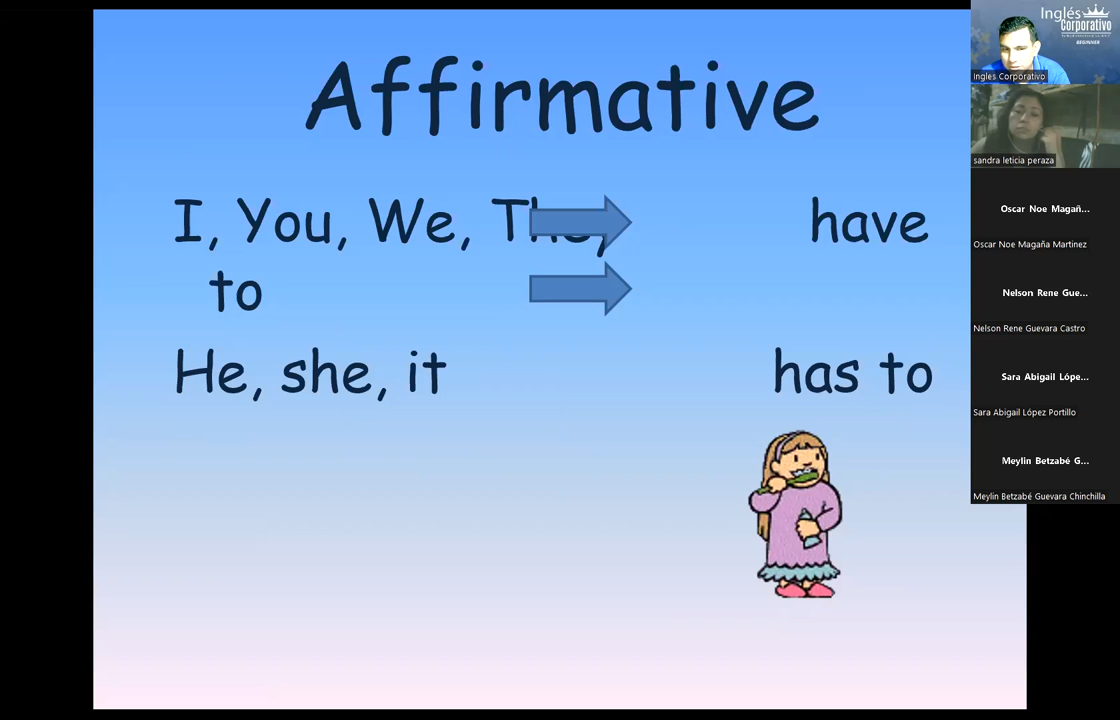 Affirmative
I, You, We, The, have
to
He, she, it has to
Inglés
Corporativo
BEGINNER
Ingles Corporativo
sandra leticia peraza
Oscar Noe Magañ...
Oscar Noe Magaña Martinez
Nelson Rene Gue...
Nelson Rene Guevara Castro
Sara Abigail Lópe...
Sara Abigail López Portillo
Meylin Betzabé G...
Meylin Betzabé Guevara Chinchilla